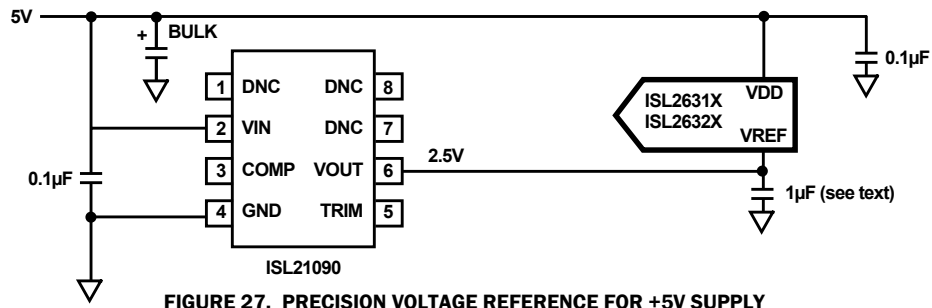 5V
+ BULK
0.1µF
1 DNC DNC 8
ISL2631X VDD
ISL2632X
2 VIN DNC 7
VREF
2.5V
3 COMP VOUT 6
0.1µF
1µF (see text)
4 GND TRIM 5
ISL21090
FIGURE 27. PRECISION VOLTAGE REFERENCE FOR +5V SUPPLY